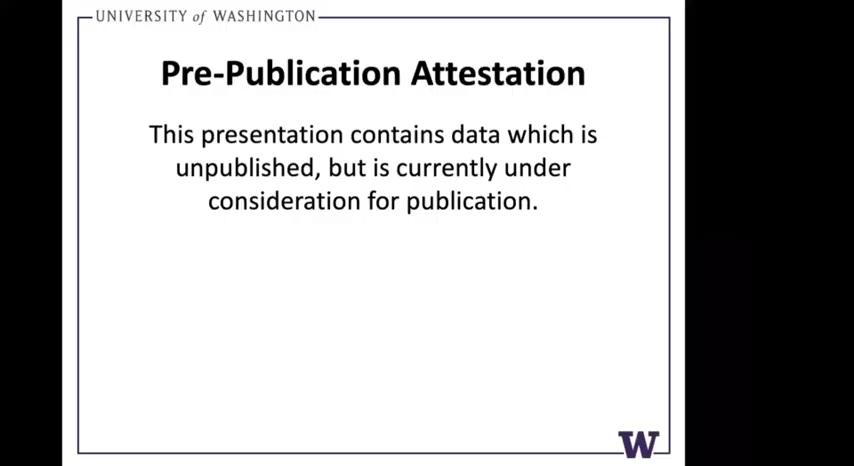 UNIVERSITY of WASHINGTON
Pre-Publication Attestation
This presentation contains data which is
unpublished, but is currently under
consideration for publication.
W